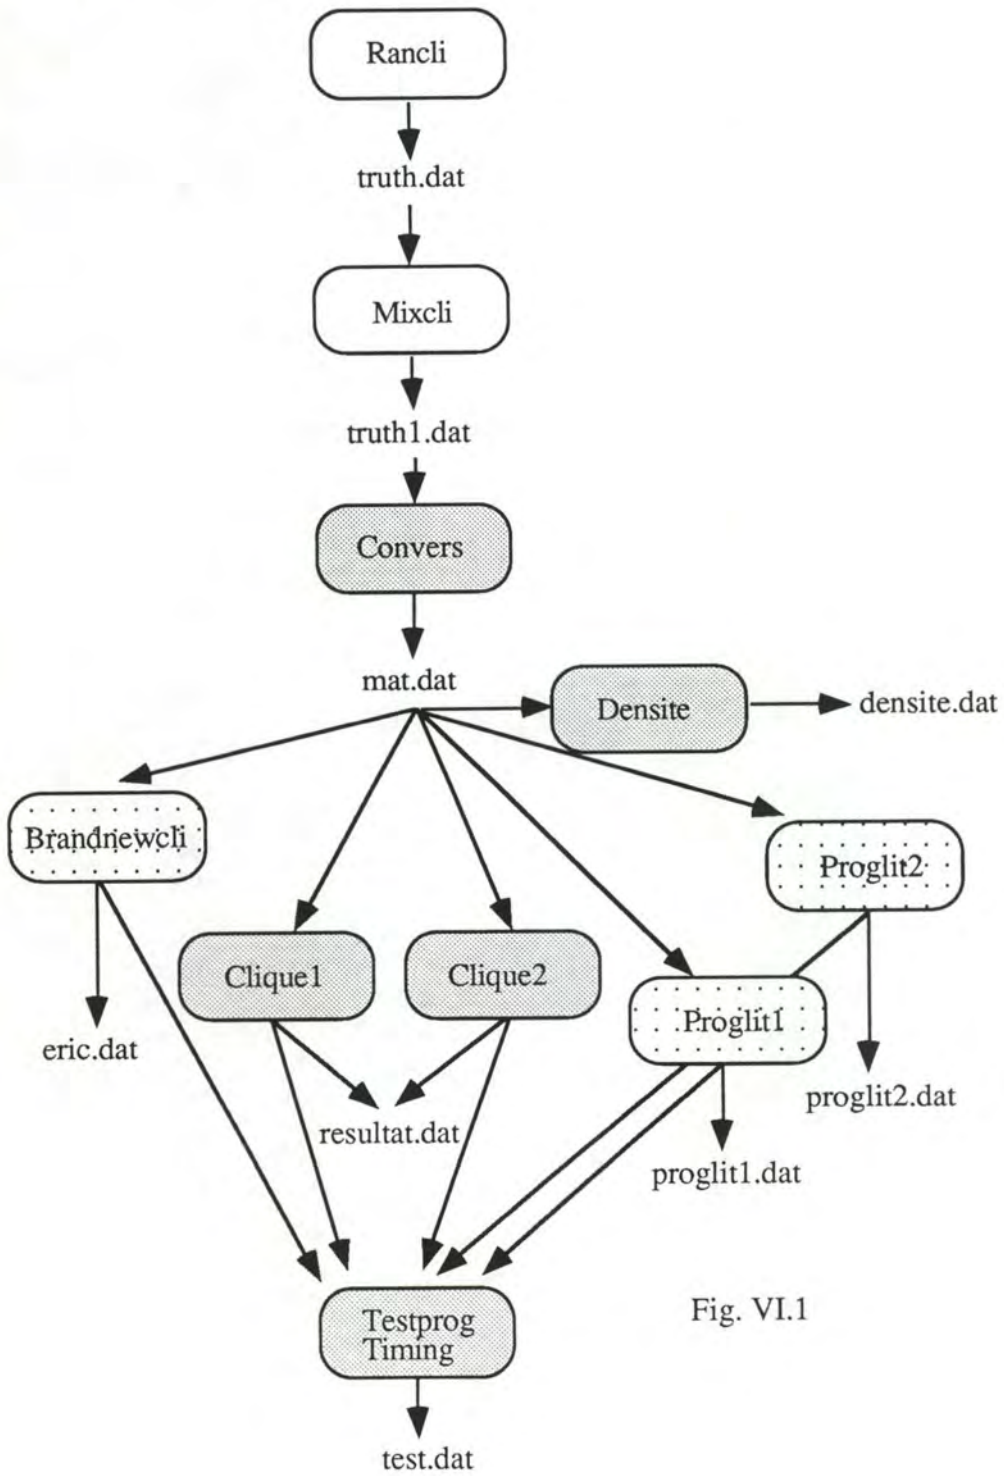 Rancli
truth.dat
Mixcli
truth1.dat
Convers
mat.dat
Densite
densite.dat
Brandnewcli
Proglit2
Clique1
Clique2
Proglit1
eric.dat
proglit2.dat
resultat.dat
proglit1.dat
Testprog
Timing
Fig. VI.1
test.dat